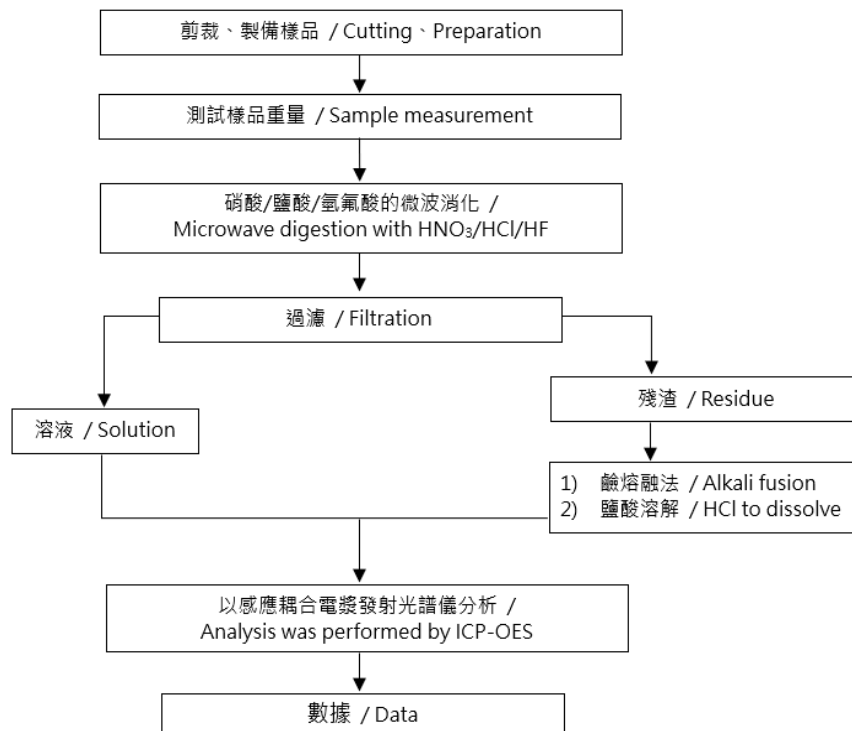 剪裁、製備樣品 / Cutting、Preparation
測試樣品重量 / Sample measurement
硝酸/鹽酸/氫氟酸的微波消化 /
Microwave digestion with HNO₃/HCl/HF
過濾 / Filtration
溶液 / Solution
殘渣 / Residue
1) 鹼熔融法 / Alkali fusion
2) 鹽酸溶解 / HCl to dissolve
以感應耦合電漿發射光譜儀分析 /
Analysis was performed by ICP-OES
數據 / Data